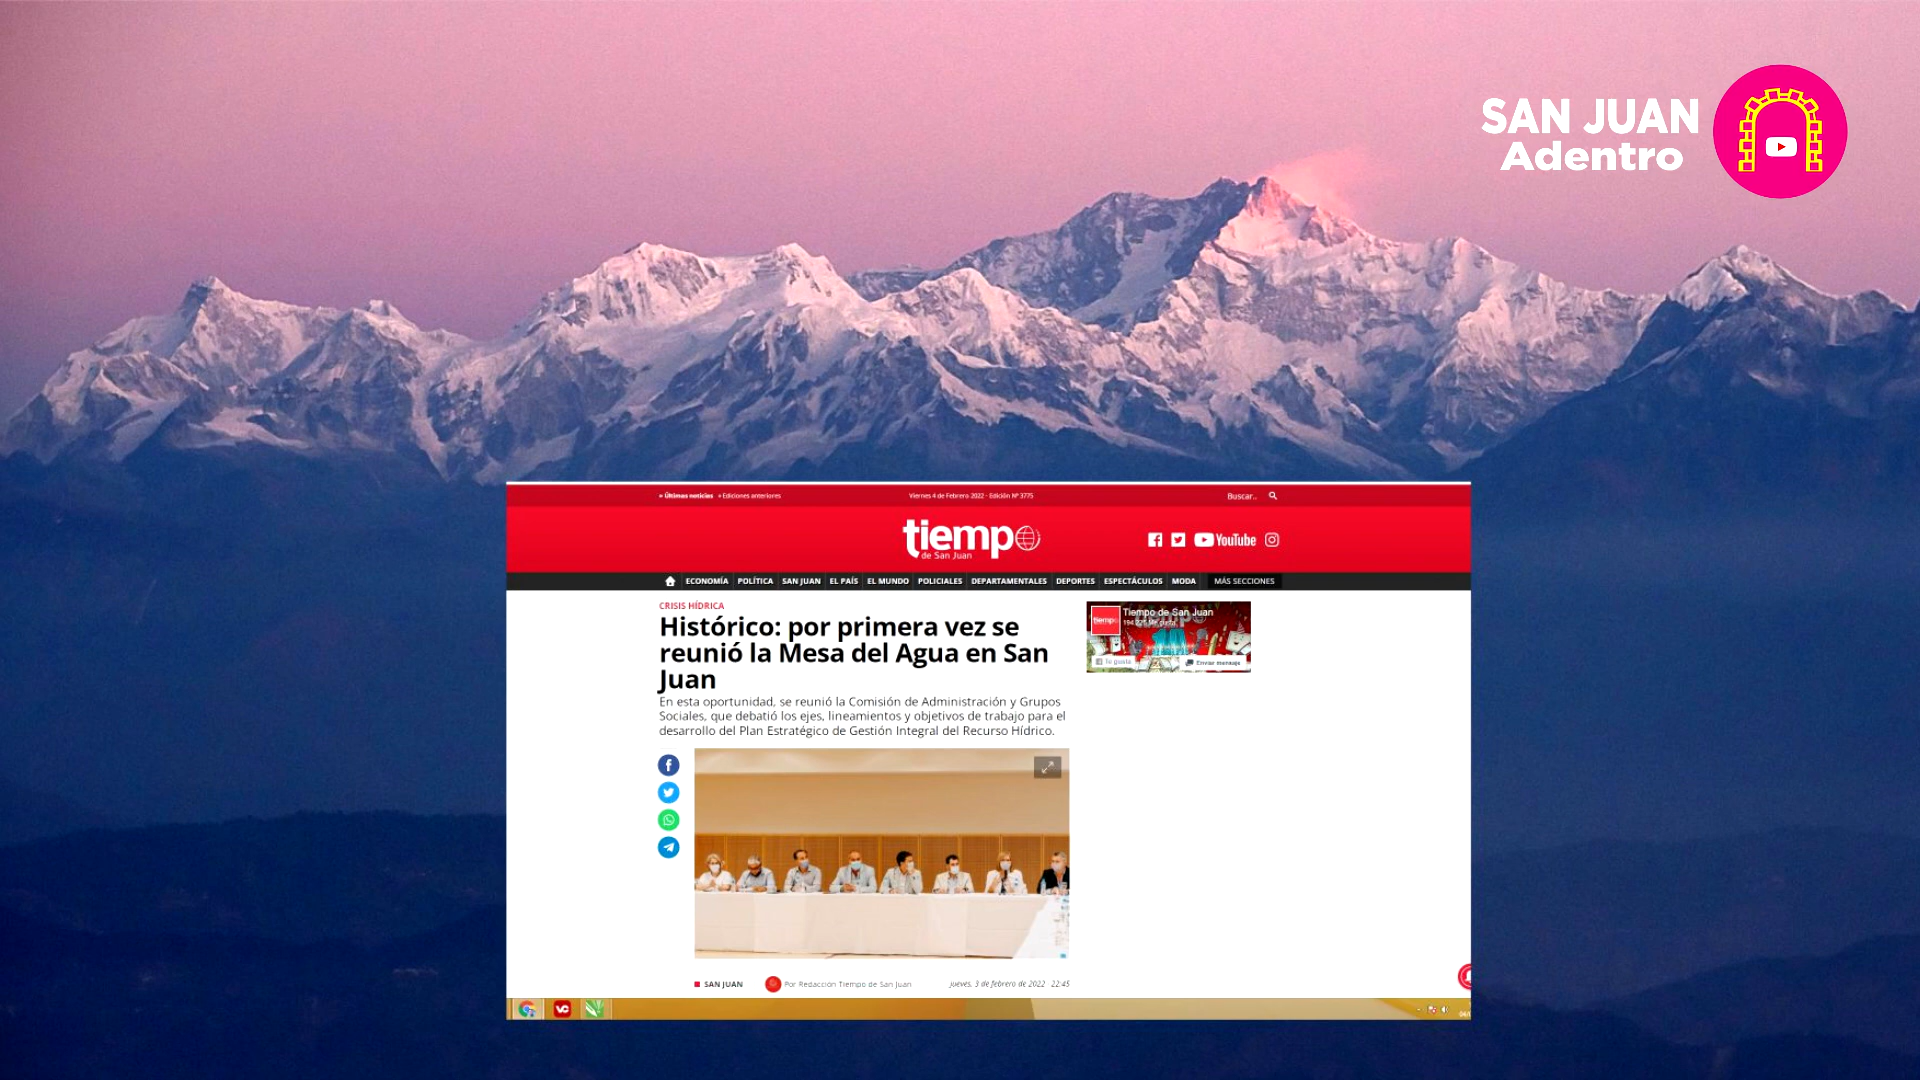 SAN JUAN
Adentro
» Últimas noticias » Ediciones anteriores
Viernes 4 de Febrero 2022 - Edición Nº 3775
Buscar..
tiempo
de San Juan
YouTube
ECONOMÍA POLÍTICA SAN JUAN EL PAÍS EL MUNDO POLICIALES DEPARTAMENTALES DEPORTES ESPECTÁCULOS MODA MÁS SECCIONES
CRISIS HÍDRICA
Histórico: por primera vez se
reunió la Mesa del Agua en San
Juan
En esta oportunidad, se reunió la Comisión de Administración y Grupos
Sociales, que debatió los ejes, lineamientos y objetivos de trabajo para el
desarrollo del Plan Estratégico de Gestión Integral del Recurso Hídrico.
Tiempo de San Juan
Te gusta
Enviar mensaje
SAN JUAN
Por Redacción Tiempo de San Juan
jueves, 3 de febrero de 2022 22:45